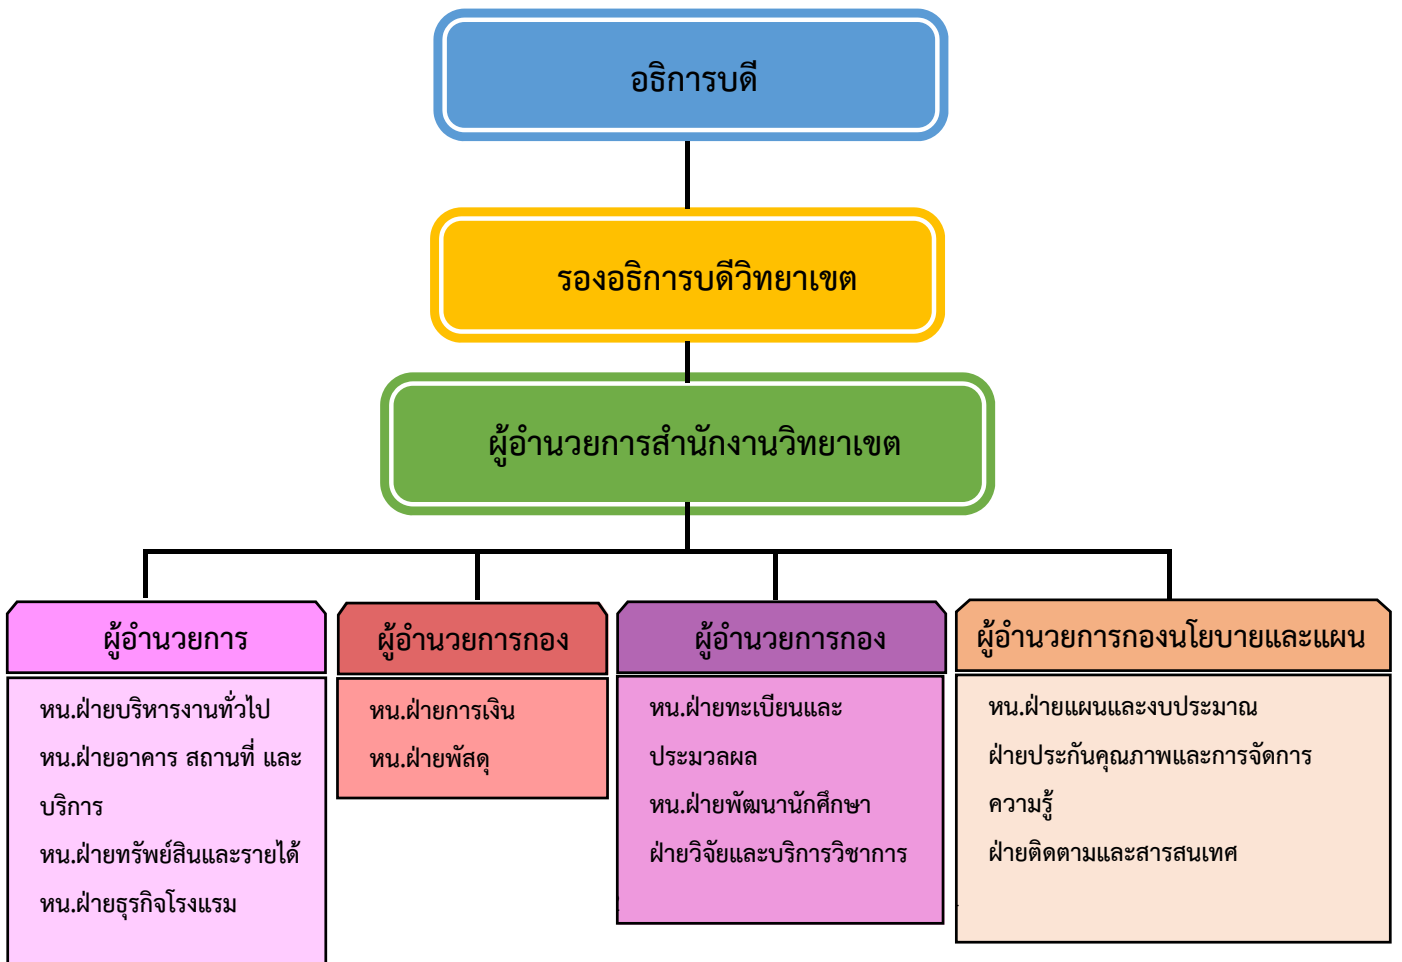 อธิการบดี
รองอธิการบดีวิทยาเขต
ผู้อำนวยการสำนักงานวิทยาเขต
ผู้อำนวยการ
หน.ฝ่ายบริหารงานทั่วไป
หน.ฝ่ายอาคาร สถานที่ และ
บริการ
หน.ฝ่ายทรัพย์สินและรายได้
หน.ฝ่ายธุรกิจโรงแรม
ผู้อำนวยการกอง
หน.ฝ่ายการเงิน
หน.ฝ่ายพัสดุ
ผู้อำนวยการกอง
หน.ฝ่ายทะเบียนและ
ประมวลผล
หน.ฝ่ายพัฒนานักศึกษา
ฝ่ายวิจัยและบริการวิชาการ
ผู้อำนวยการกองนโยบายและแผน
หน.ฝ่ายแผนและงบประมาณ
ฝ่ายประกันคุณภาพและการจัดการ
ความรู้
ฝ่ายติดตามและสารสนเทศ